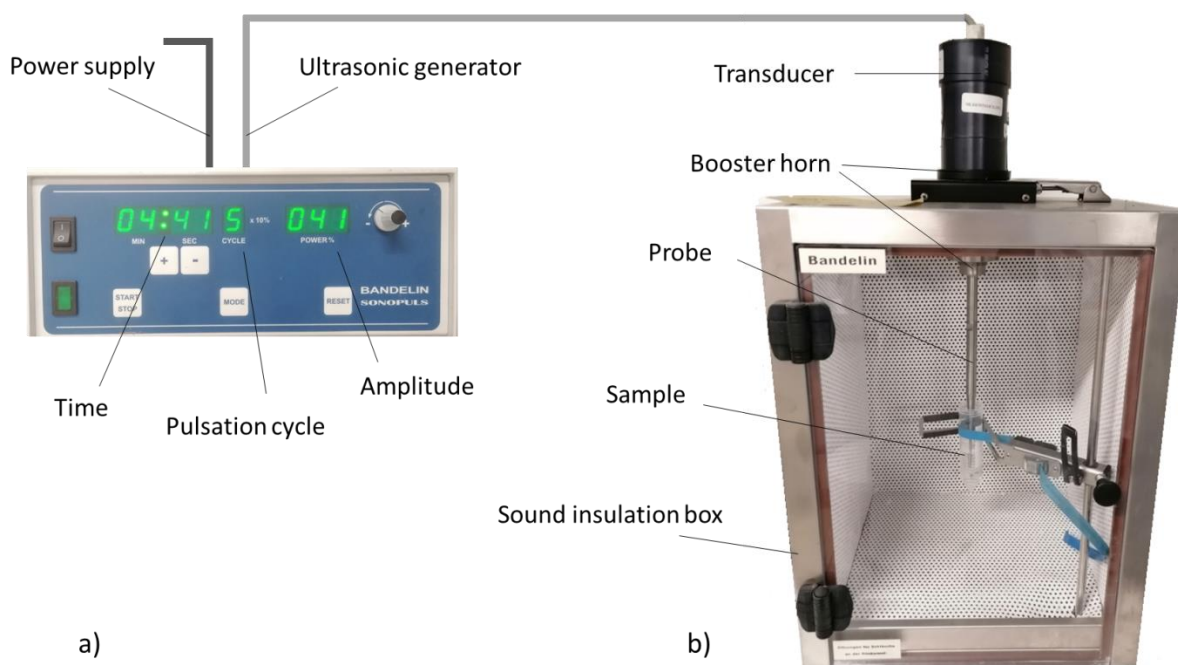 Power supply
Ultrasonic generator
04:41 5 x 10% 041
MIN SEC CYCLE POWER%
+ -
- +
START
STOP
MODE
RESET
BANDELIN
SONOPULS
Time
Pulsation cycle
Amplitude
a)
Transducer
Booster horn
Probe
Bandelin
Sample
Sound insulation box
b)